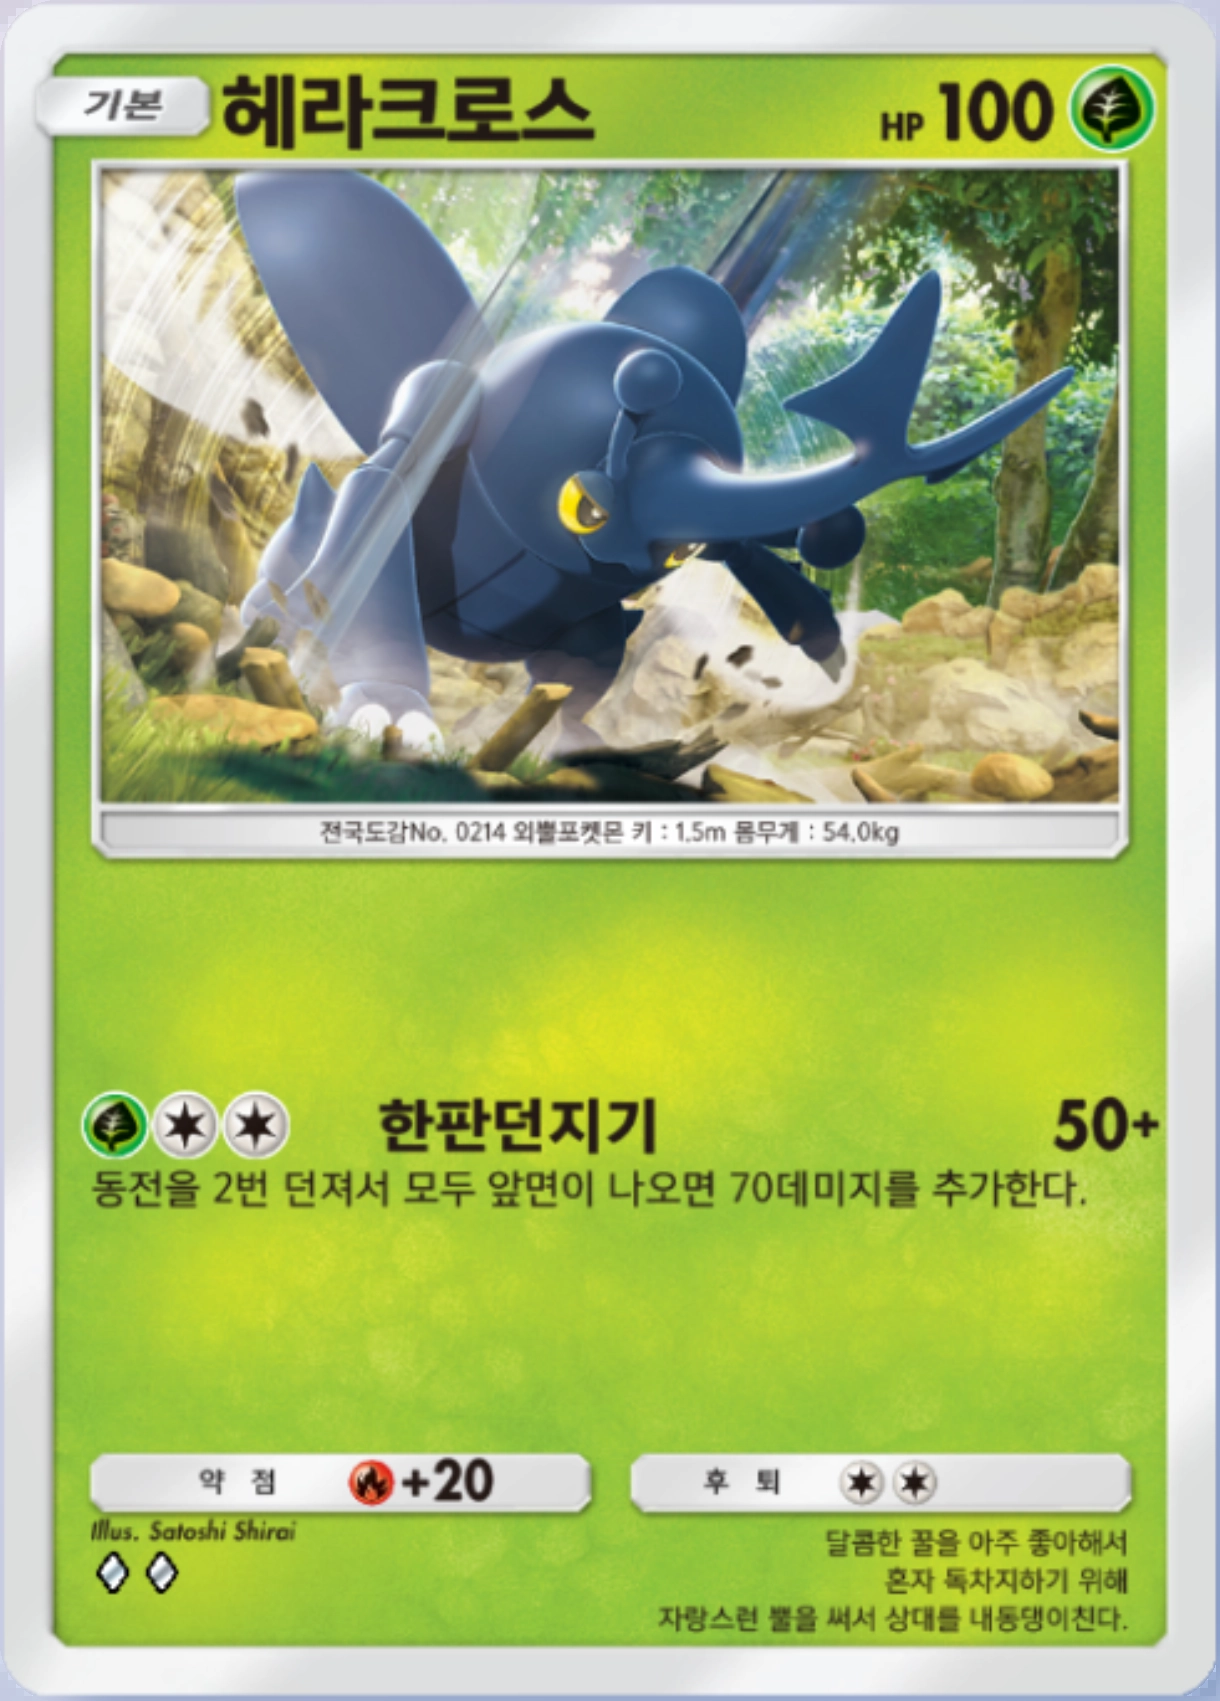 기본 헤라크로스 HP 100
전국도감No. 0214 외뿔포켓몬 키 : 1.5m 몸무게 : 54.0kg
한판던지기 50+
동전을 2번 던져서 모두 앞면이 나오면 70데미지를 추가한다.
약점 +20 후퇴
Illus. Satoshi Shirai
달콤한 꿀을 아주 좋아해서
혼자 독차지하기 위해
자랑스런 뿔을 써서 상대를 내동댕이친다.